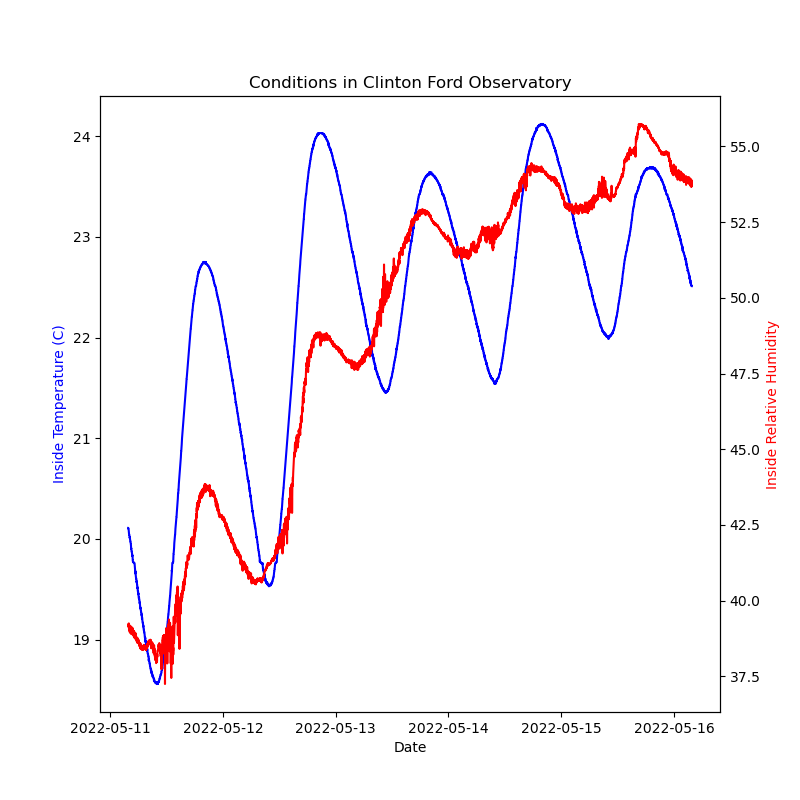 Conditions in Clinton Ford Observatory
24
23
22
21
20
19
Inside Temperature (C)
55.0
52.5
50.0
47.5
45.0
42.5
40.0
37.5
Inside Relative Humidity
2022-05-11 2022-05-12 2022-05-13 2022-05-14 2022-05-15 2022-05-16
Date